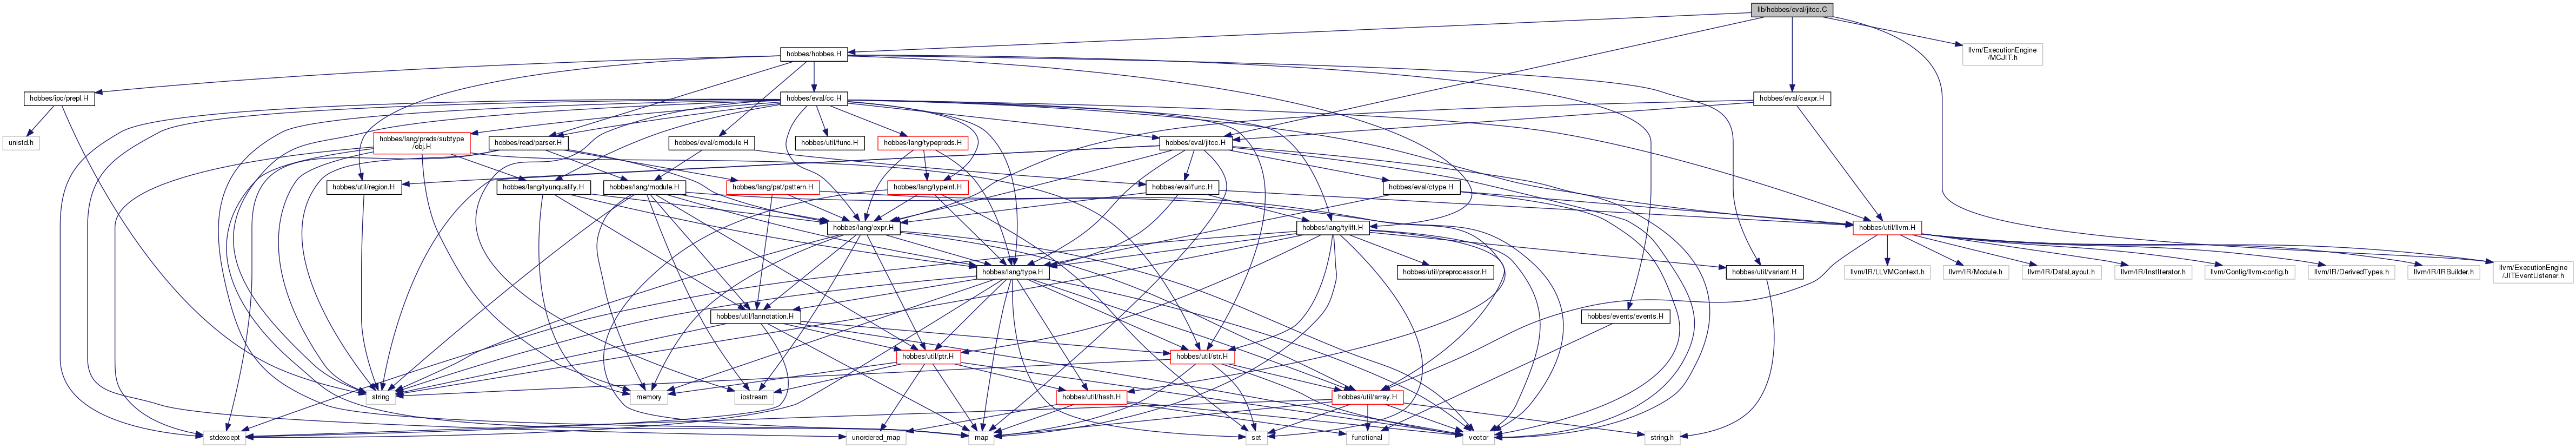 lib/hobbes/eval/jitcc.C
hobbes/hobbes.H
llvm/ExecutionEngine
/MCJIT.h
hobbes/ipc/prepl.H
hobbes/eval/cc.H
hobbes/eval/cexpr.H
unistd.h
hobbes/lang/preds/subtype
/obj.H
hobbes/read/parser.H
hobbes/eval/cmodule.H
hobbes/util/func.H
hobbes/lang/typepreds.H
hobbes/eval/jitcc.H
hobbes/util/region.H
hobbes/lang/tyunqualify.H
hobbes/lang/module.H
hobbes/lang/pat/pattern.H
hobbes/lang/typeinf.H
hobbes/eval/func.H
hobbes/eval/ctype.H
hobbes/lang/expr.H
hobbes/lang/tylift.H
hobbes/util/llvm.H
hobbes/lang/type.H
hobbes/util/preprocessor.H
hobbes/util/variant.H
llvm/IR/LLVMContext.h
llvm/IR/Module.h
llvm/IR/DataLayout.h
llvm/IR/InstIterator.h
llvm/Config/llvm-config.h
llvm/IR/DerivedTypes.h
llvm/IR/IRBuilder.h
llvm/ExecutionEngine
/JITEventListener.h
hobbes/util/lannotation.H
hobbes/events/events.H
hobbes/util/ptr.H
hobbes/util/str.H
string
memory
iostream
hobbes/util/hash.H
hobbes/util/array.H
stdexcept
unordered_map
map
set
functional
vector
string.h